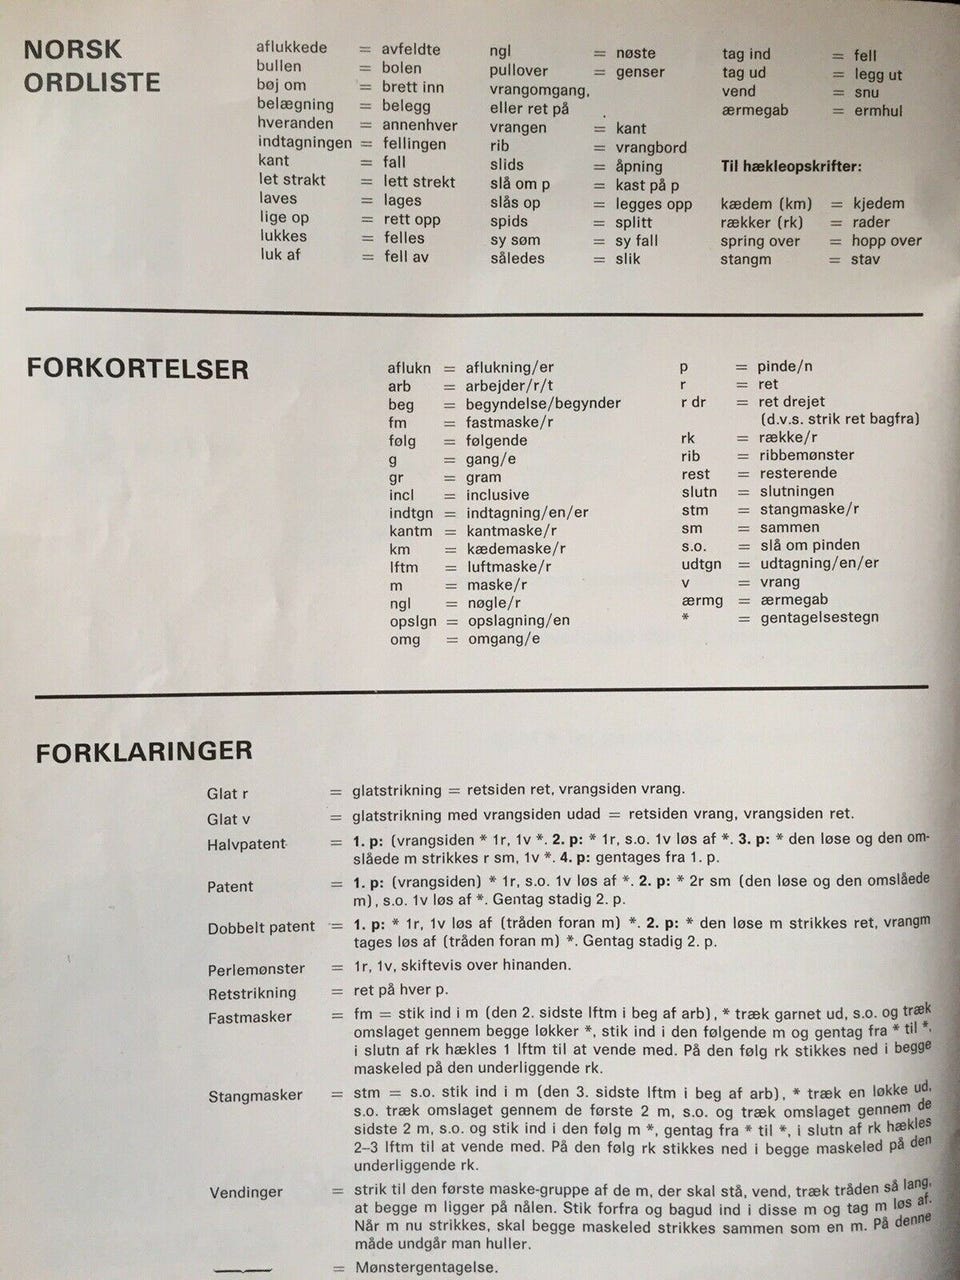 NORSK
ORDLISTE
aflukkede = avfeldte
bullen = bolen
bøj om = brett inn
belægning = belegg
hveranden = annenhver
indtagningen = fellingen
kant = fall
let strakt = lett strekt
laves = lages
lige op = rett opp
lukkes = felles
luk af = fell av
ngl = nøste
pullover = genser
vrangomgang,
eller ret på
vrangen = kant
rib = vrangbord
slids = åpning
slå om p = kast på p
slås op = legges opp
spids = splitt
sy søm = sy fall
således = slik
tag ind = fell
tag ud = legg ut
vend = snu
ærmegab = ermhul
Til hækleopskrifter:
kædem (km) = kjedem
rækker (rk) = rader
spring over = hopp over
stangm = stav
FORKORTELSER
aflukn = aflukning/er
arb = arbejder/r/t
beg = begyndelse/begynder
fm = fastmaske/r
følg = følgende
g = gang/e
gr = gram
incl = inclusive
indtgn = indtagning/en/er
kantm = kantmaske/r
km = kædemaske/r
lftm = luftmaske/r
m = maske/r
ngl = nøgle/r
opslgn = opslagning/en
omg = omgang/e
p = pinde/n
r = ret
r dr = ret drejet
(d.v.s. strik ret bagfra)
rk = række/r
rib = ribbemønster
rest = resterende
slutn = slutningen
stm = stangmaske/r
sm = sammen
s.o. = slå om pinden
udtgn = udtagning/en/er
v = vrang
ærmg = ærmegab
* = gentagelsestegn
FORKLARINGER
Glat r = glatstrikning = retsiden ret, vrangsiden vrang.
Glat v = glatstrikning med vrangsiden udad = retsiden vrang, vrangsiden ret.
Halvpatent = 1. p: (vrangsiden * 1r, 1v *. 2. p: * 1r, s.o. 1v løs af *. 3. p: * den løse og den om-
slåede m strikkes r sm, 1v *. 4. p: gentages fra 1. p.
Patent = 1. p: (vrangsiden) * 1r, s.o. 1v løs af *. 2. p: * 2r sm (den løse og den omslåede
m), s.o. 1v løs af *. Gentag stadig 2. p.
Dobbelt patent = 1. p: * 1r, 1v løs af (tråden foran m) *. 2. p: * den løse m strikkes ret, vrangm
tages løs af (tråden foran m) *. Gentag stadig 2. p.
Perlemønster = 1r, 1v, skiftevis over hinanden.
Retstrikning = ret på hver p.
Fastmasker = fm = stik ind i m (den 2. sidste lftm i beg af arb), * træk garnet ud, s.o. og træk
omslaget gennem begge løkker *, stik ind i den følgende m og gentag fra * til *,
i slutn af rk hækles 1 lftm til at vende med. På den følg rk stikkes ned i begge
maskeled på den underliggende rk.
Stangmasker = stm = s.o. stik ind i m (den 3. sidste lftm i beg af arb), * træk en løkke ud,
s.o. træk omslaget gennem de første 2 m, s.o. og træk omslaget gennem de
sidste 2 m, s.o. og stik ind i den følg m *, gentag fra * til *, i slutn af rk hækles
2–3 lftm til at vende med. På den følg rk stikkes ned i begge maskeled på den
underliggende rk.
Vendinger = strik til den første maske-gruppe af de m, der skal stå, vend, træk tråden så lang,
at begge m ligger på nålen. Stik forfra og bagud ind i disse m og tag m løs af.
Når m nu strikkes, skal begge maskeled strikkes sammen som en m. På denne
måde undgår man huller.
= Mønstergentagelse.